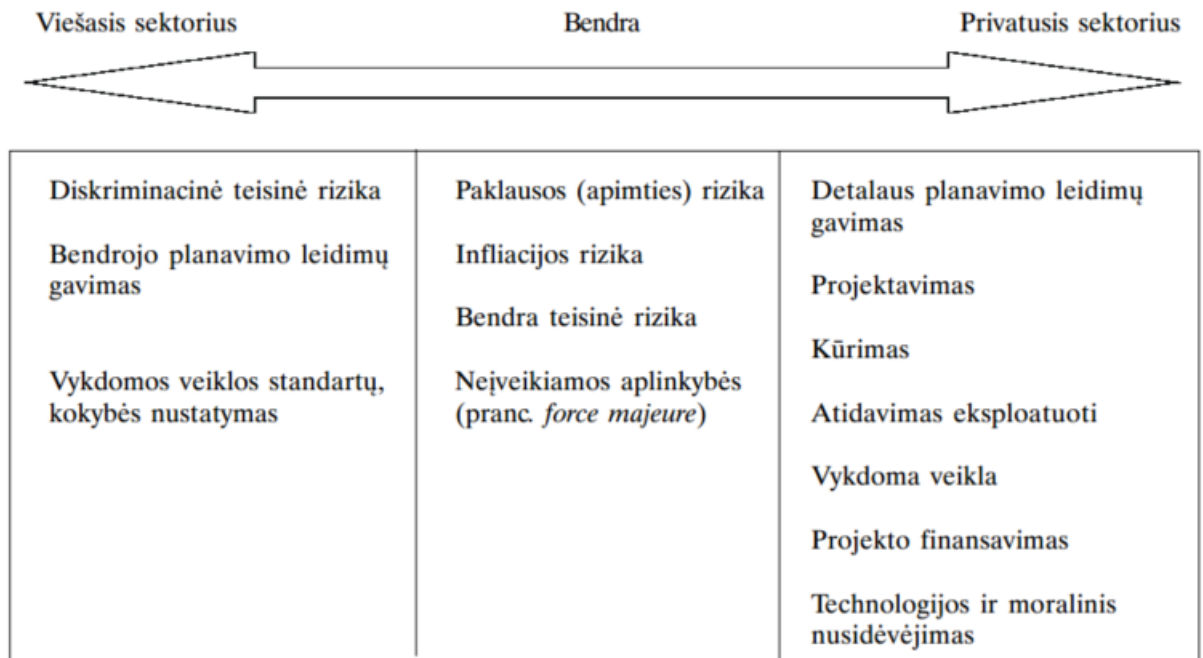 Viešasis sektorius
Bendra
Privatusis sektorius
Diskriminacinė teisinė rizika
Bendrojo planavimo leidimų
gavimas
Vykdomos veiklos standartų,
kokybės nustatymas
Paklausos (apimties) rizika
Infliacijos rizika
Bendra teisinė rizika
Neįveikiamos aplinkybės
(pranc. force majeure)
Detalaus planavimo leidimų
gavimas
Projektavimas
Kūrimas
Atidavimas eksploatuoti
Vykdoma veikla
Projekto finansavimas
Technologijos ir moralinis
nusidėvėjimas